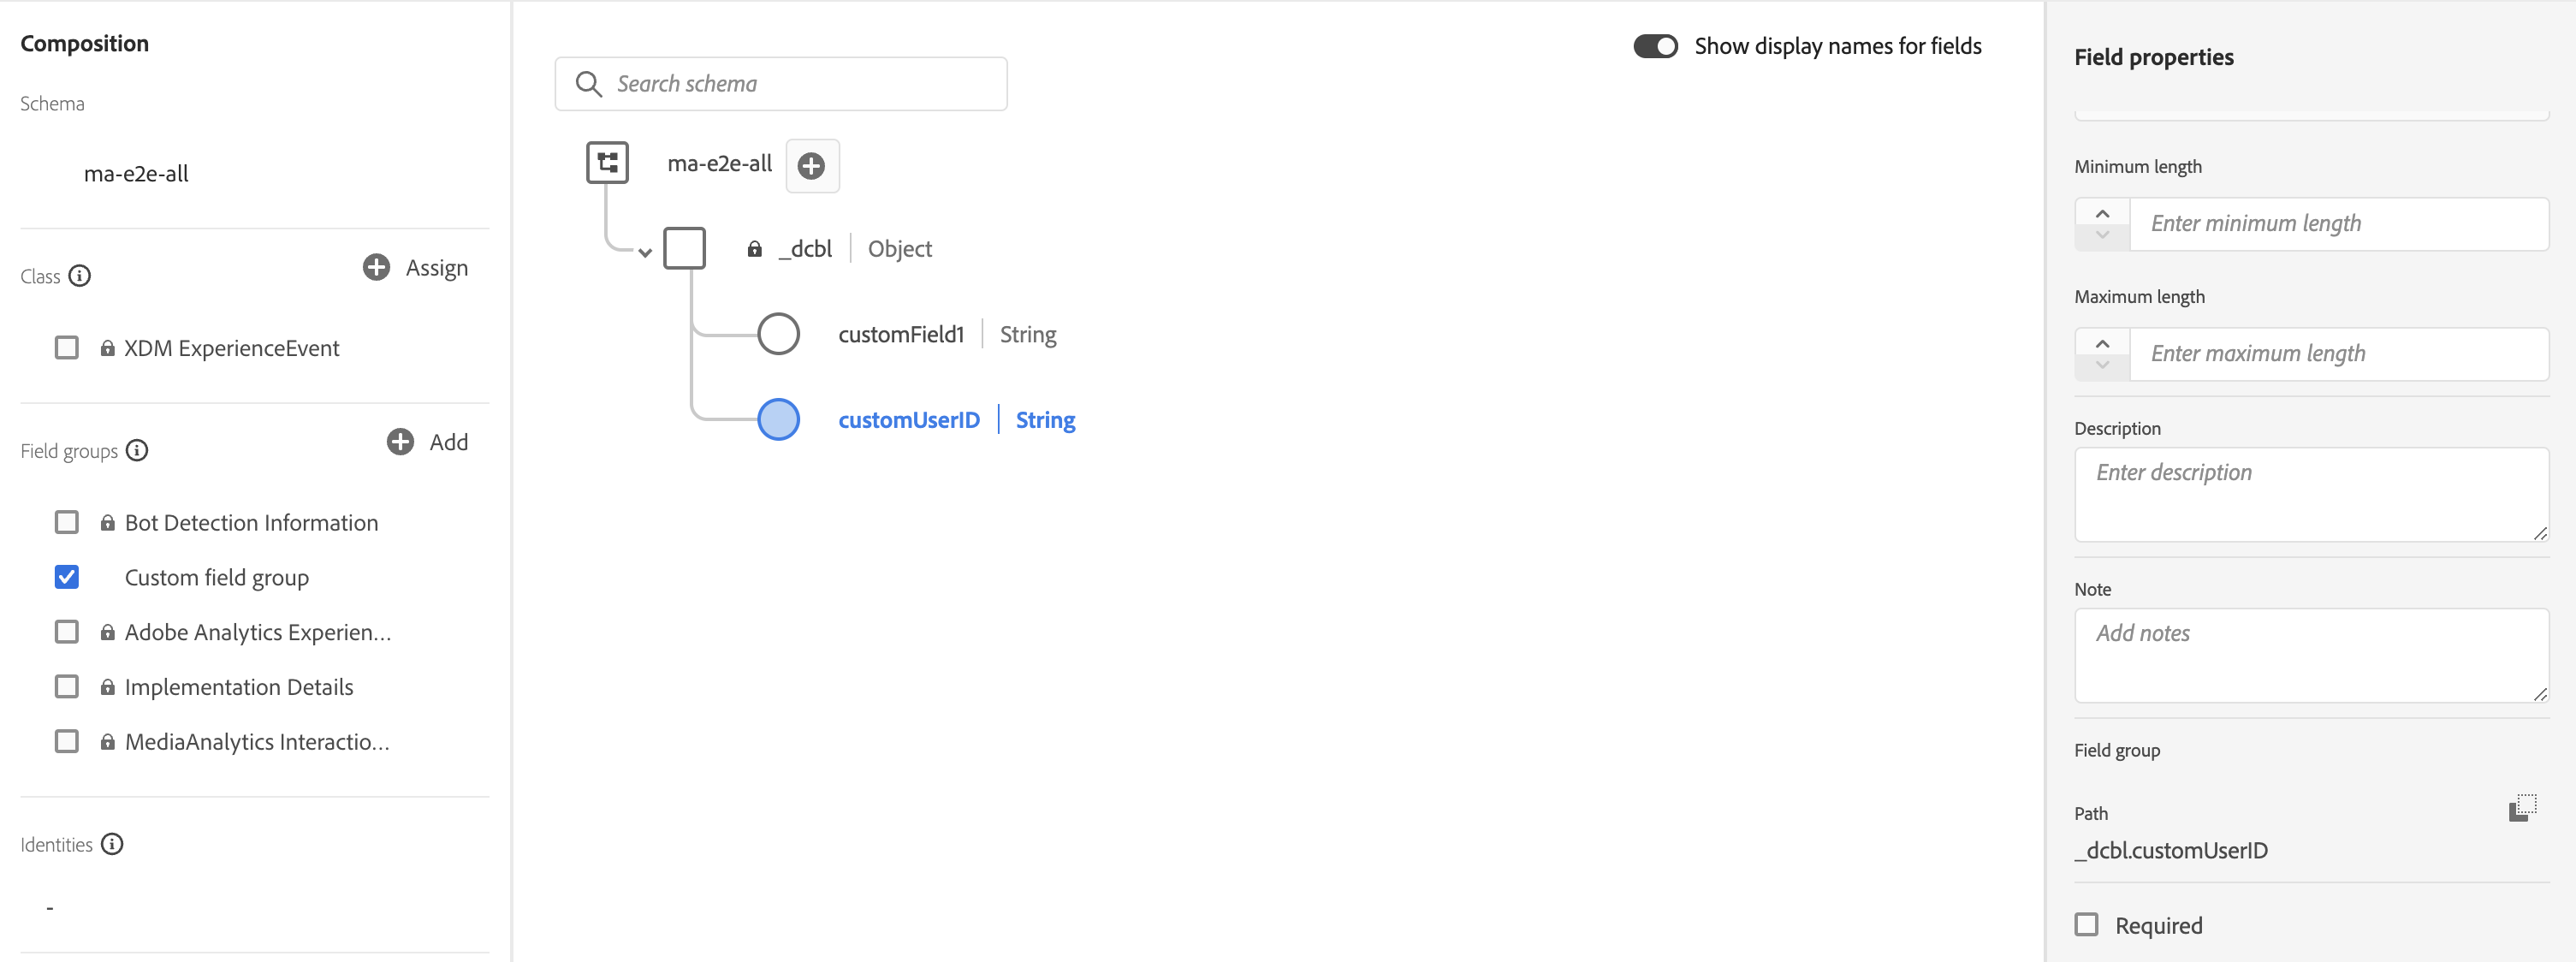 Composition
Schema
ma-e2e-all
Class
Assign
XDM ExperienceEvent
Field groups
Add
Bot Detection Information
Custom field group
Adobe Analytics Experien...
Implementation Details
MediaAnalytics Interactio...
Identities
-
Show display names for fields
Search schema
ma-e2e-all
_dcbl | Object
customField1 | String
customUserID | String
Field properties
Minimum length
Enter minimum length
Maximum length
Enter maximum length
Description
Enter description
Note
Add notes
Field group
Path
_dcbl.customUserID
Required